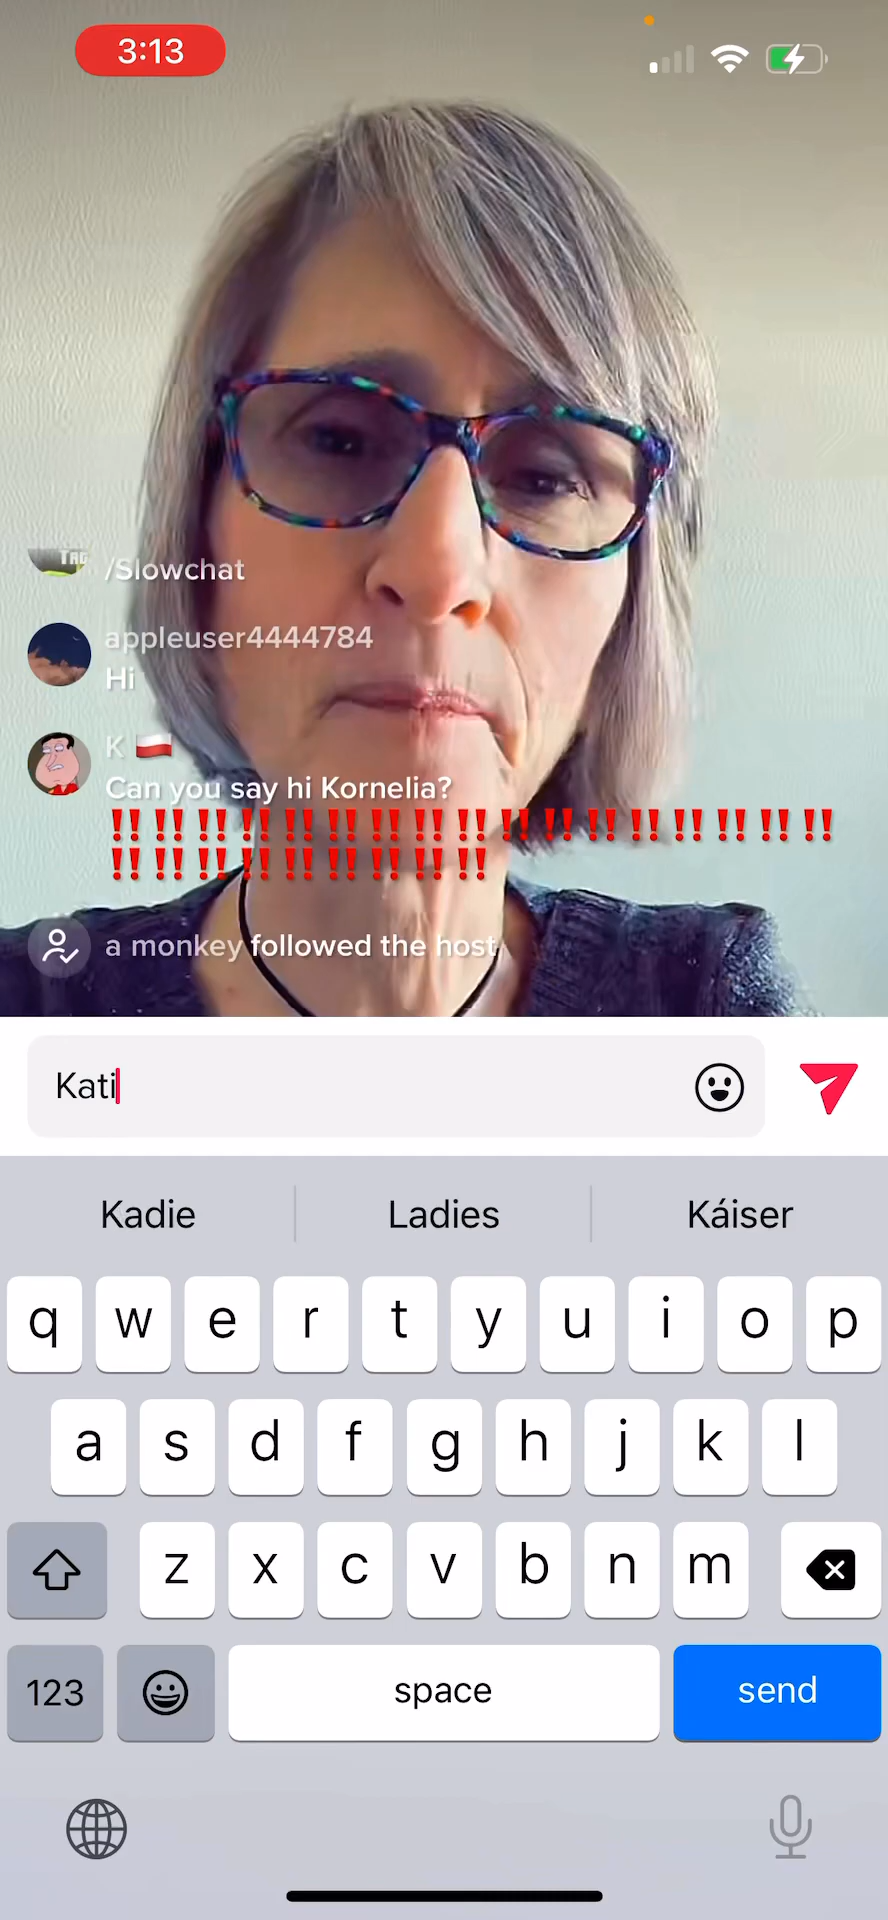 3:13
TAG
/Slowchat
appleuser4444784
Hi
K 🇵🇱
Can you say hi Kornelia?
‼️‼️‼️‼️‼️‼️‼️‼️‼️‼️‼️‼️‼️‼️‼️‼️‼️
‼️‼️‼️‼️‼️‼️‼️‼️‼️
a monkey followed the host
Kati
Kadie Ladies Káiser
q w e r t y u i o p
a s d f g h j k l
z x c v b n m
123 space send